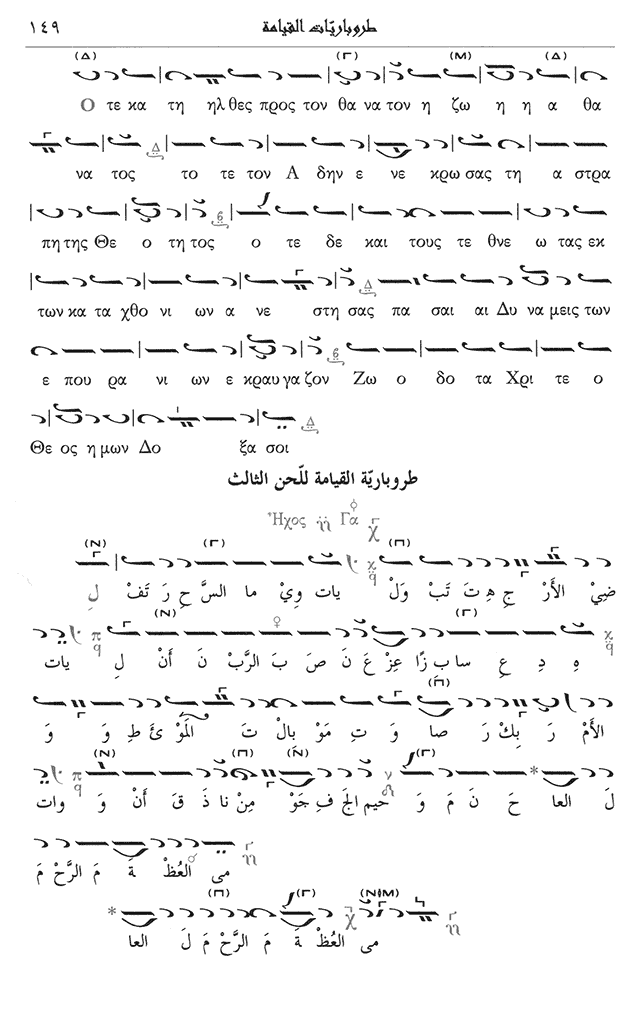 طروباريّات القيامة ١٤٩
Ο τε κα τη ηλ θες προς τον θα να τον η ζω η η α θα
να τος το τε τον Α δην ε νε κρω σας τη α στρα
πη της Θε ο τη τος ο τε δε και τους τε θνε ω τας εκ
των κα τα χθο νι ων α νε στη σας πα σαι αι Δυ να μεις των
ε που ρα νι ων ε κραυ γα ζον Ζω ο δο τα Χρι τε ο
Θε ος η μων Δο ξα σοι
طروباريّة القيامة للّحن الثالث
Ἦχος Γα
لِ تَفْ رَ حِ السَّ ما وِيْ يات وَلْ تَبْ تَ هِ جِ الأَرْ ضِيْ
يات لِ أَنْ نَ الرَّبْ بَ صَ نَ عَ عِزْ زًا ب سا عِ دِ هِ
وَ وَ طِ ئَ المَوْ تَ بِالْ مَوْ تِ وَ صا رَ بِكْ رَ الأَمْ
وات وَ أَنْ قَ ذَ نا مِنْ جَوْ فِ الجَ حيم وَ مَ نَ حَ العا لَ
مَ الرَّحْ مَ ةَ العُظْ مى
العا لَ مَ الرَّحْ مَ ةَ العُظْ مى